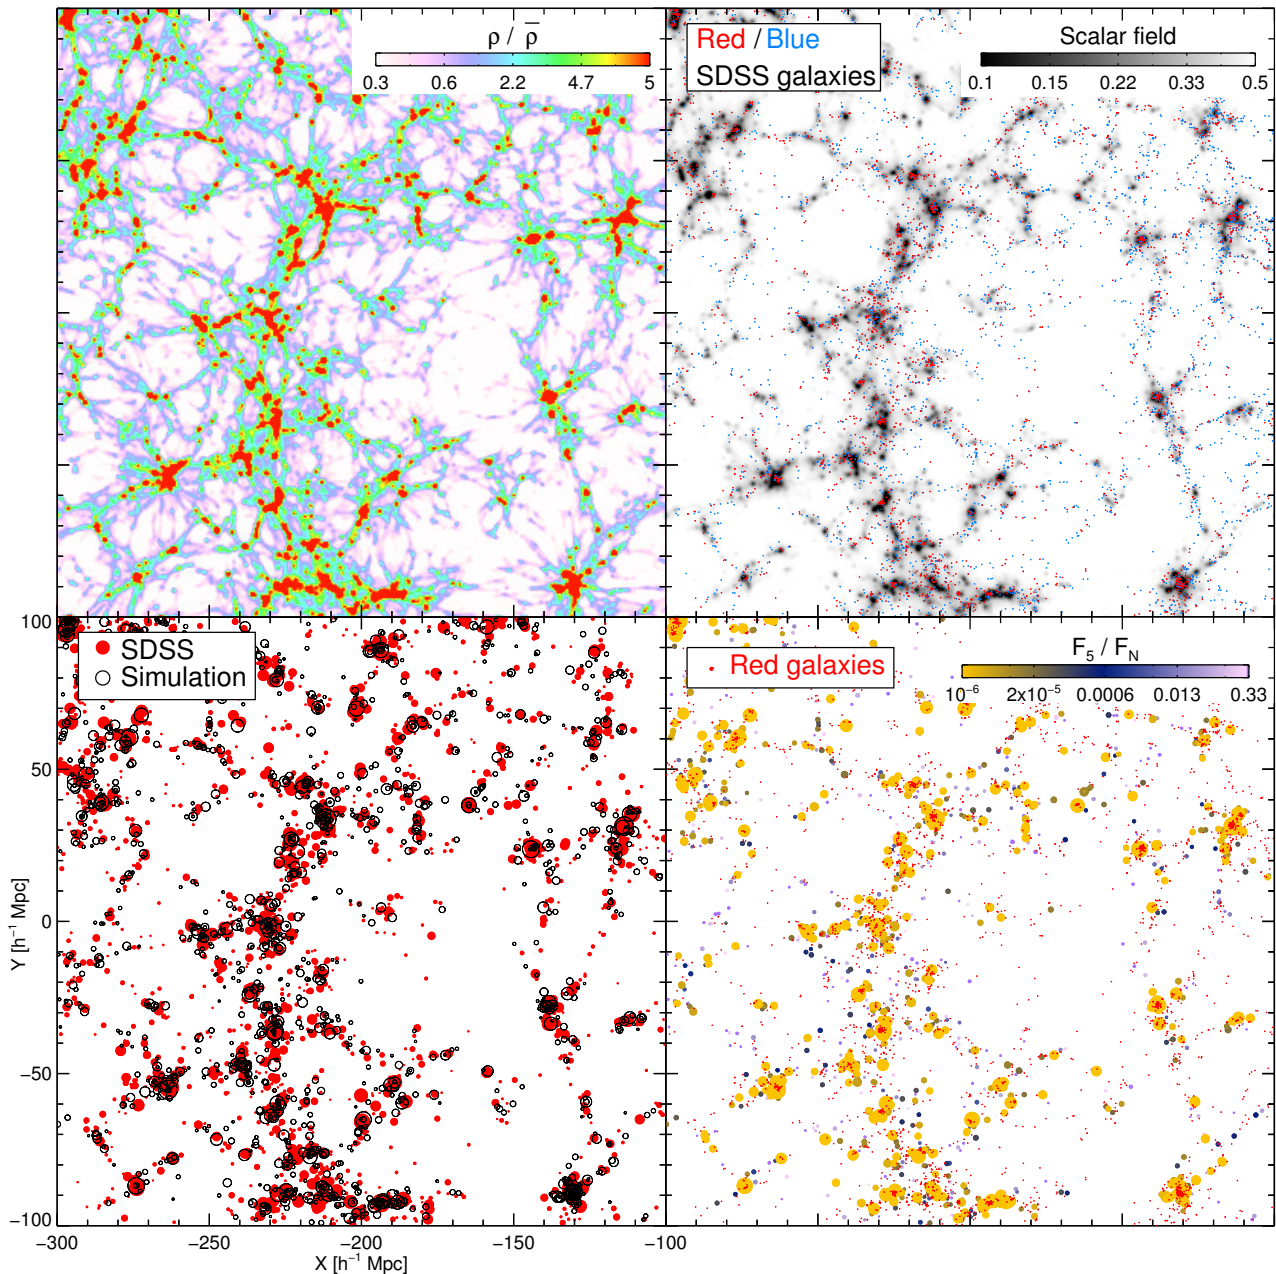 ρ / ρ̄
0.3 0.6 2.2 4.7 5
Red / Blue
SDSS galaxies
Scalar field
0.1 0.15 0.22 0.33 0.5
SDSS
Simulation
Red galaxies
F₅ / F_N
10⁻⁶ 2x10⁻⁵ 0.0006 0.013 0.33
100
50
0
−50
−100
Y [h⁻¹ Mpc]
−300 −250 −200 −150 −100
X [h⁻¹ Mpc]